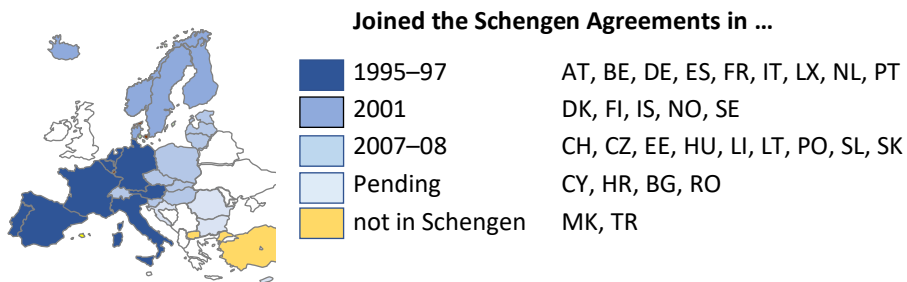 Joined the Schengen Agreements in …
1995–97 AT, BE, DE, ES, FR, IT, LX, NL, PT
2001 DK, FI, IS, NO, SE
2007–08 CH, CZ, EE, HU, LI, LT, PO, SL, SK
Pending CY, HR, BG, RO
not in Schengen MK, TR